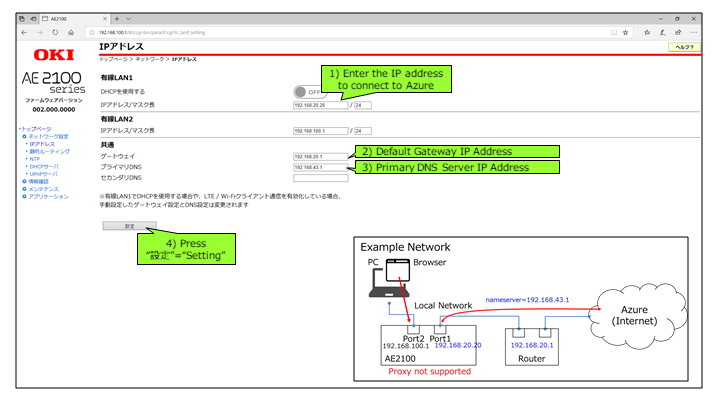 AE2100
192.168.100.1/80/cgi-bin/param3.cgi?id_lanif_setting
OKI
AE 2100
series
ファームウェアバージョン
002.000.0000
トップページ
ネットワーク設定
IPアドレス
静的ルーティング
NTP
DHCPサーバ
UPnPサーバ
情報確認
メンテナンス
アプリケーション
IPアドレス
ヘルプ?
トップページ > ネットワーク > IPアドレス
有線LAN1
DHCPを使用する
OFF
IPアドレス/マスク長
192.168.20.20 / 24
1) Enter the IP address
to connect to Azure
有線LAN2
IPアドレス/マスク長
192.168.100.1 / 24
共通
ゲートウェイ
192.168.20.1
2) Default Gateway IP Address
プライマリDNS
192.168.43.1
3) Primary DNS Server IP Address
セカンダリDNS
※有線LAN1でDHCPを使用する場合や、LTE / Wi-Fiクライアント通信を有効化している場合、
手動設定したゲートウェイ設定とDNS設定は変更されます
設定
4) Press
“設定”=“Setting”
Example Network
PC
Browser
Local Network
nameserver=192.168.43.1
Azure
(Internet)
Port2 Port1
192.168.100.1
192.168.20.20
192.168.20.1
AE2100
Router
Proxy not supported